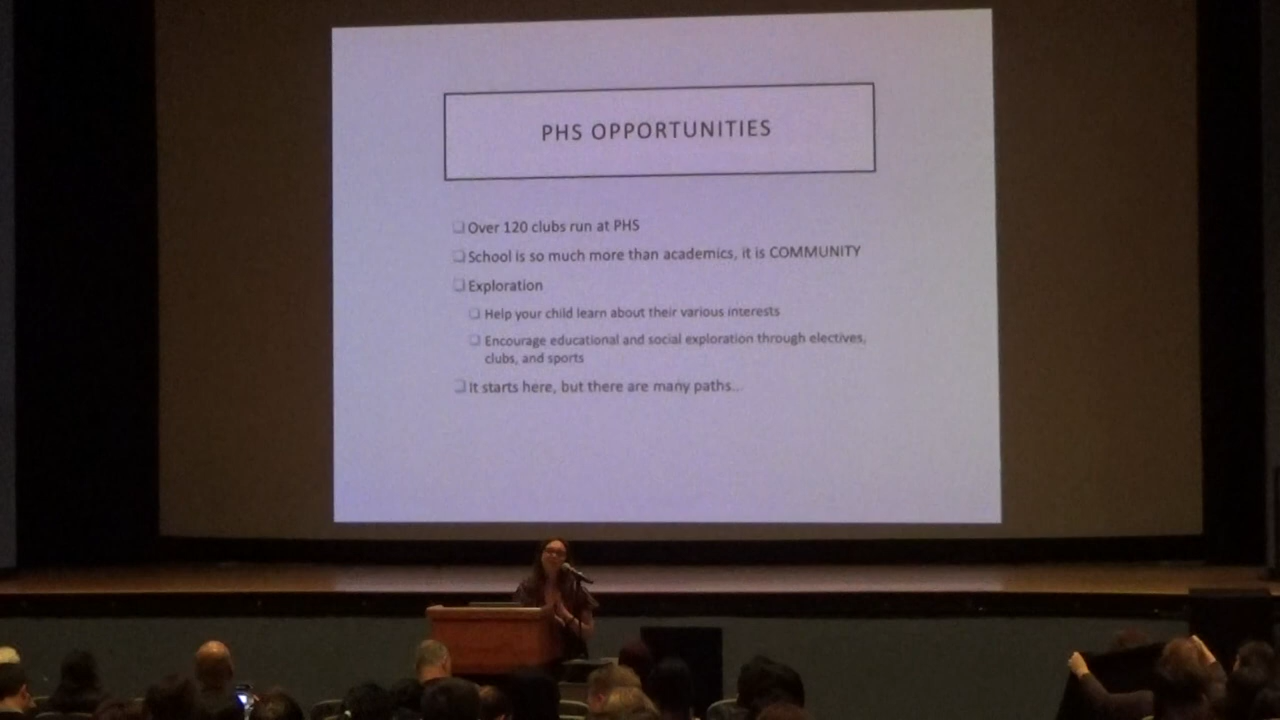 PHS OPPORTUNITIES
Over 120 clubs run at PHS
School is so much more than academics, it is COMMUNITY
Exploration
Help your child learn about their various interests
Encourage educational and social exploration through electives,
clubs, and sports
It starts here, but there are many paths...